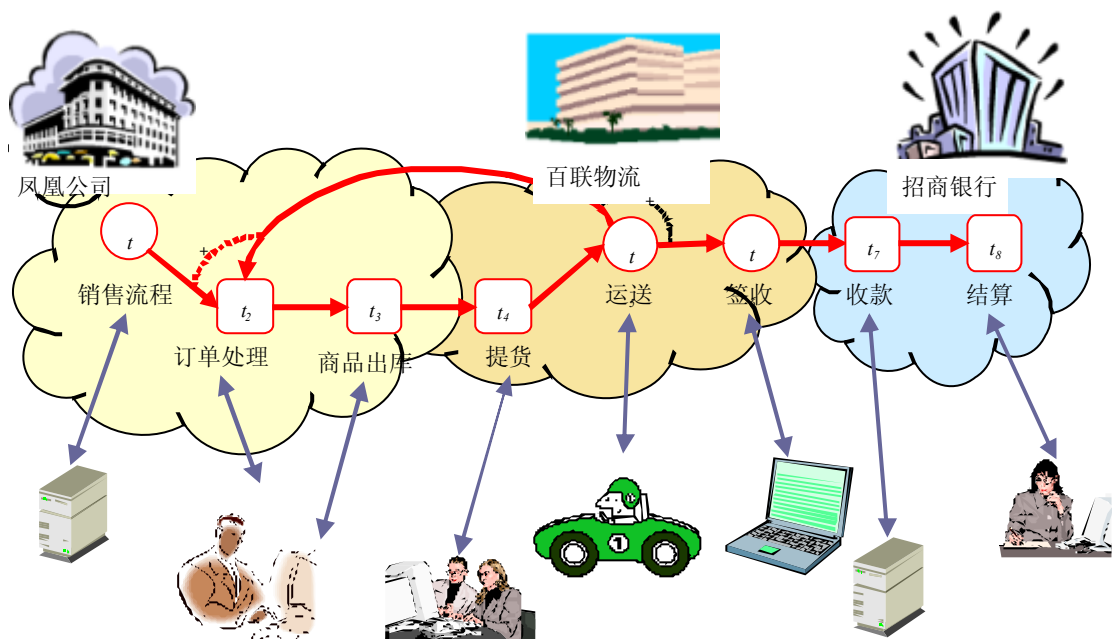 凤凰公司
百联物流
招商银行
+
+
t
t
t
t7
t8
销售流程
运送
签收
收款
结算
t2
t3
t4
订单处理
商品出库
提货
1